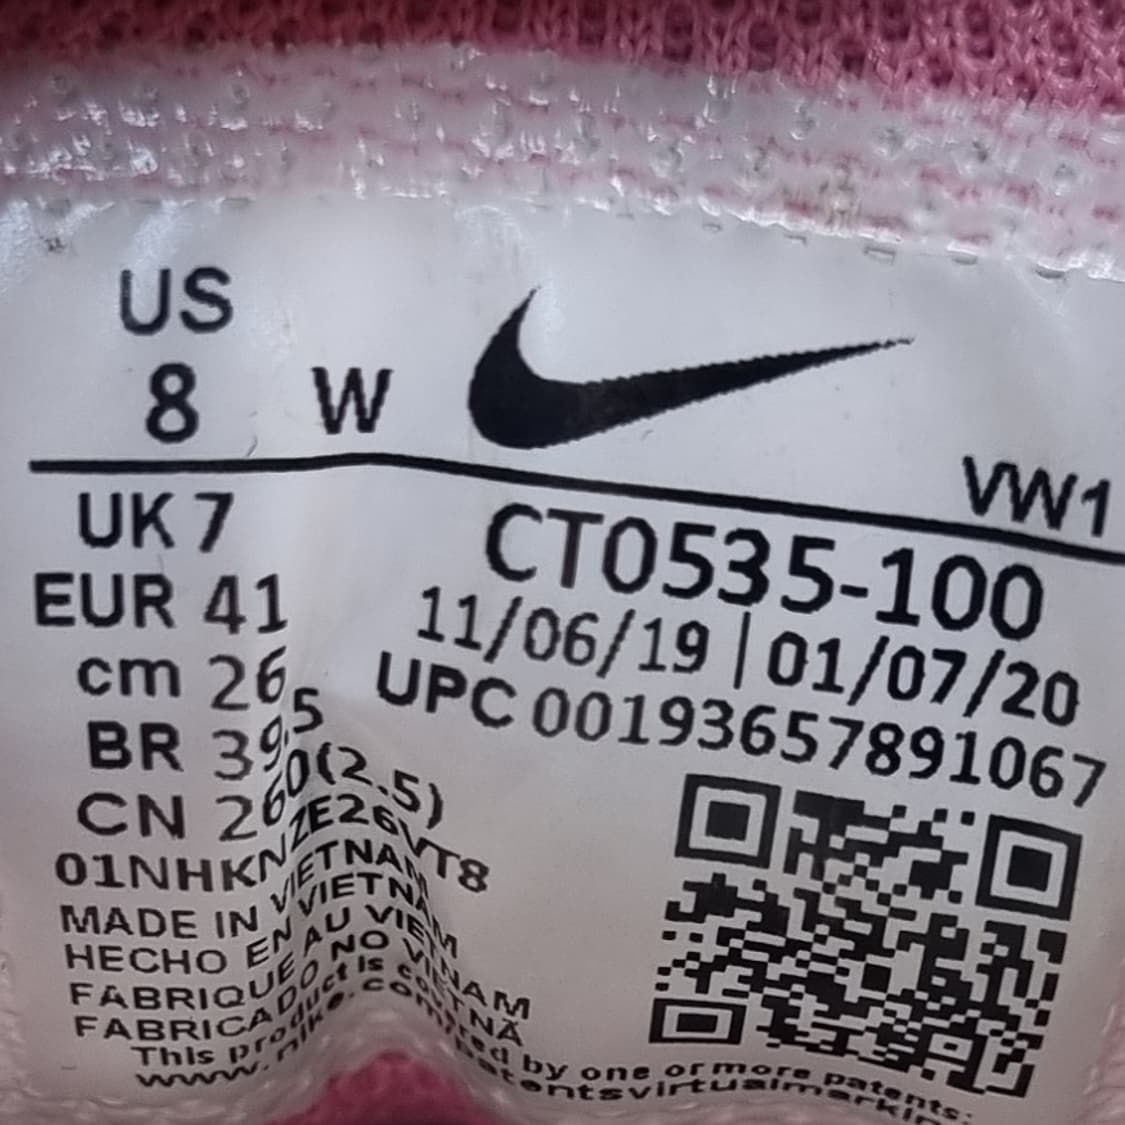 US
8 W
VW1
UK 7
CT0535-100
EUR 41
11/06/19 | 01/07/20
cm 26
UPC 00193657891067
BR 39.5
CN 260(2.5)
01NHKNZE26VT8
MADE IN VIETNAM
HECHO EN VIETNAM
FABRIQUE AU VIETNAM
FABRICADO NO VIETNÃ
This product is covered by one or more patents:
www.nike.com/patentsvirtualmarkin